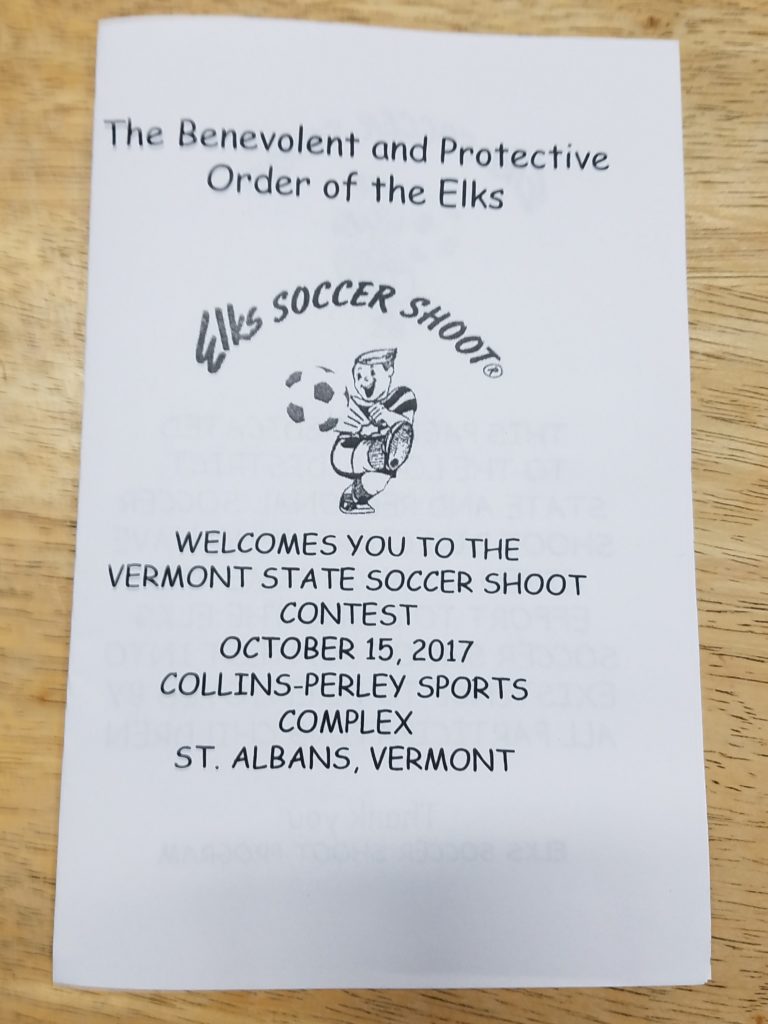 The Benevolent and Protective
Order of the Elks
Elks SOCCER SHOOT®
WELCOMES YOU TO THE
VERMONT STATE SOCCER SHOOT
CONTEST
OCTOBER 15, 2017
COLLINS-PERLEY SPORTS
COMPLEX
ST. ALBANS, VERMONT